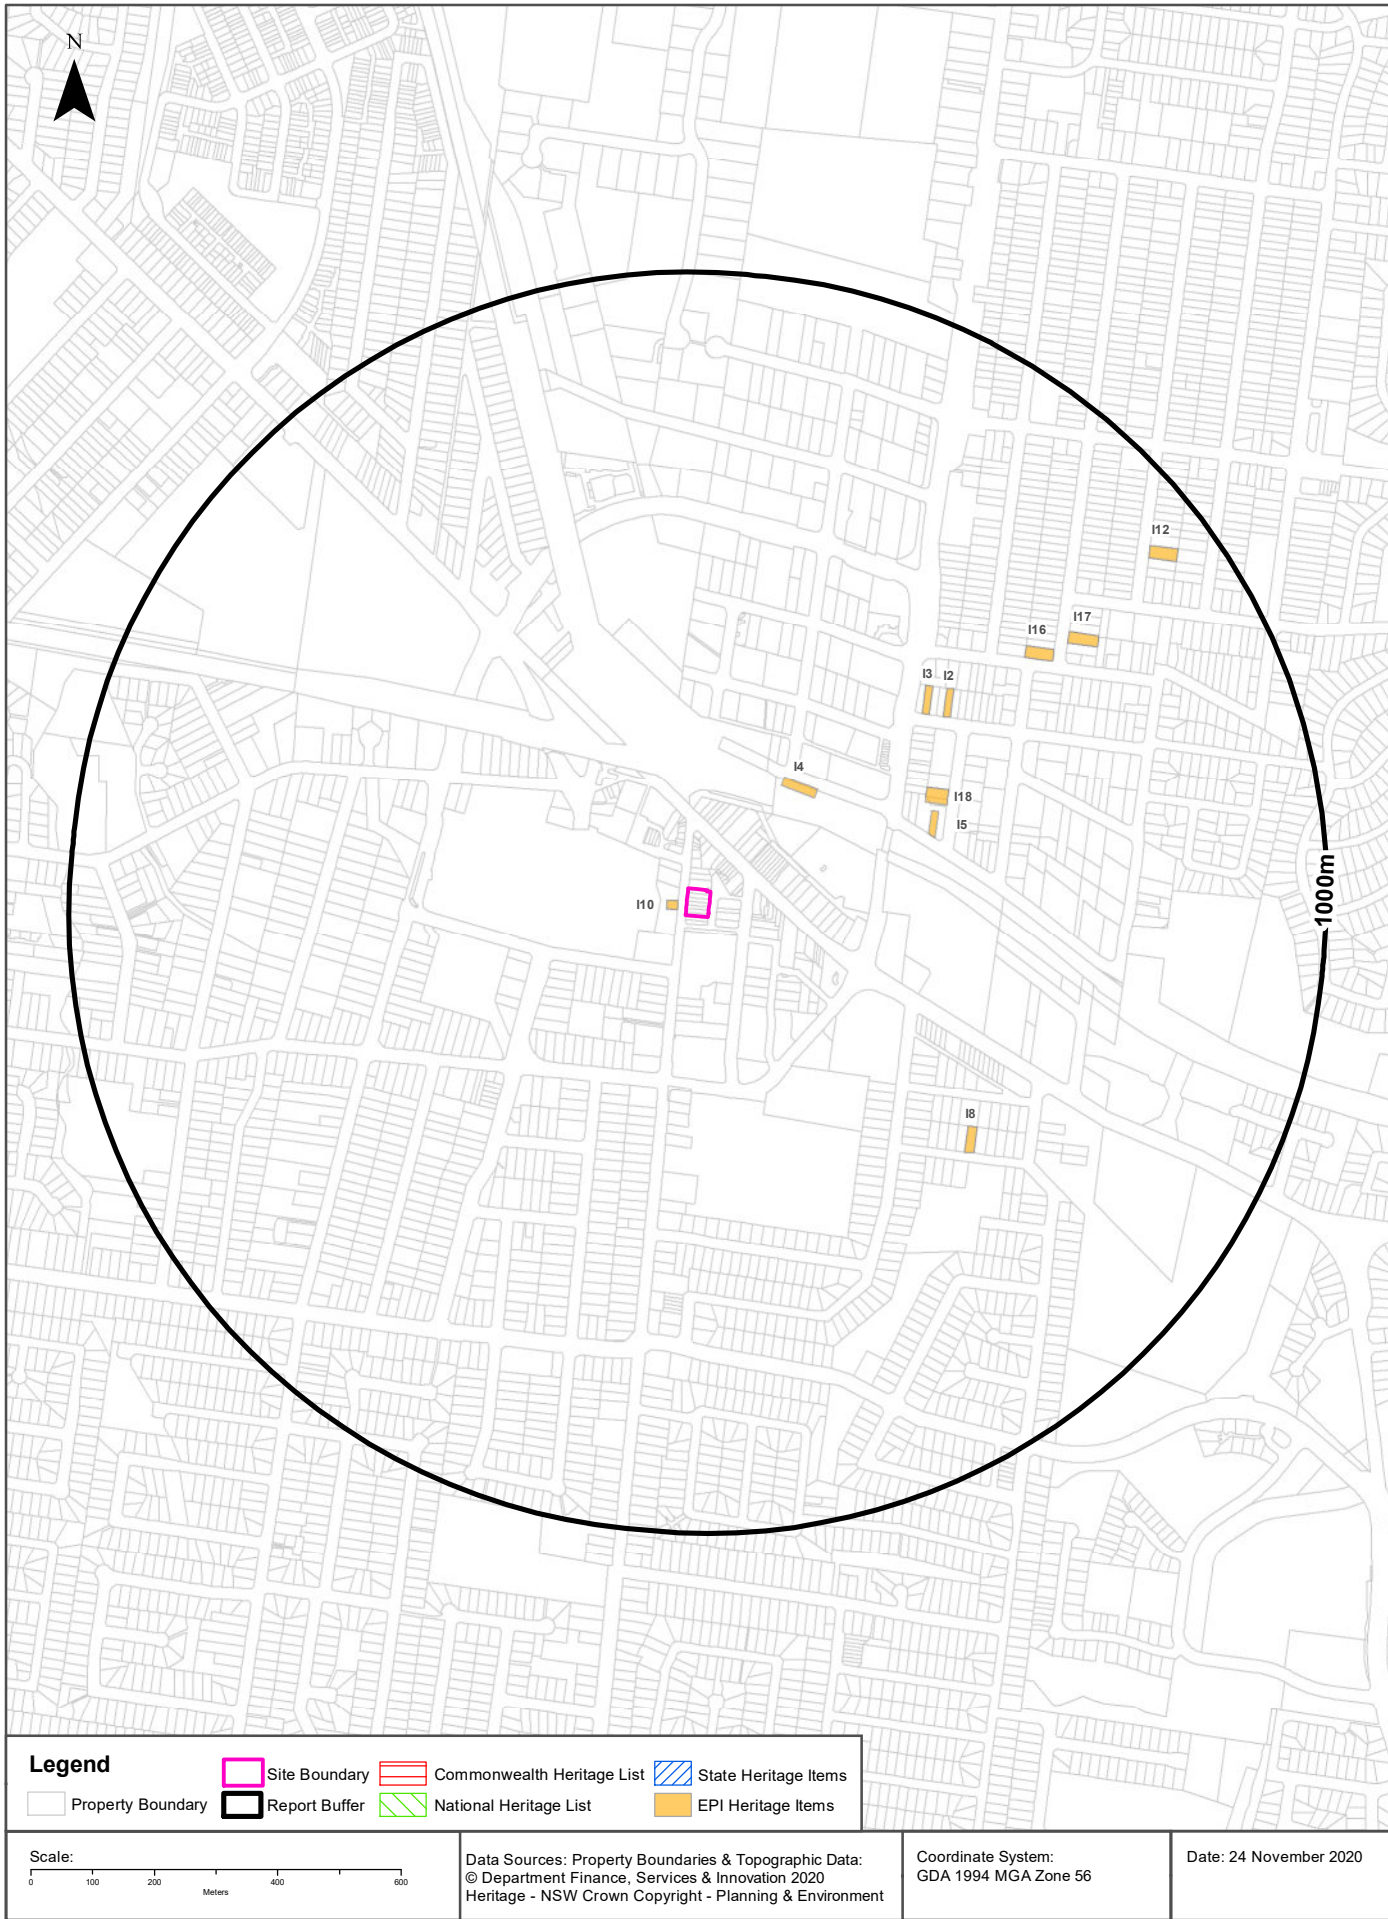 N
I12
I17
I16
I3 I2
I4
I18
I5
1000m
I10
I8
Legend
Site Boundary Commonwealth Heritage List State Heritage Items
Property Boundary Report Buffer National Heritage List EPI Heritage Items
Scale:
0 100 200 400 600
Meters
Data Sources: Property Boundaries & Topographic Data:
© Department Finance, Services & Innovation 2020
Heritage - NSW Crown Copyright - Planning & Environment
Coordinate System:
GDA 1994 MGA Zone 56
Date: 24 November 2020